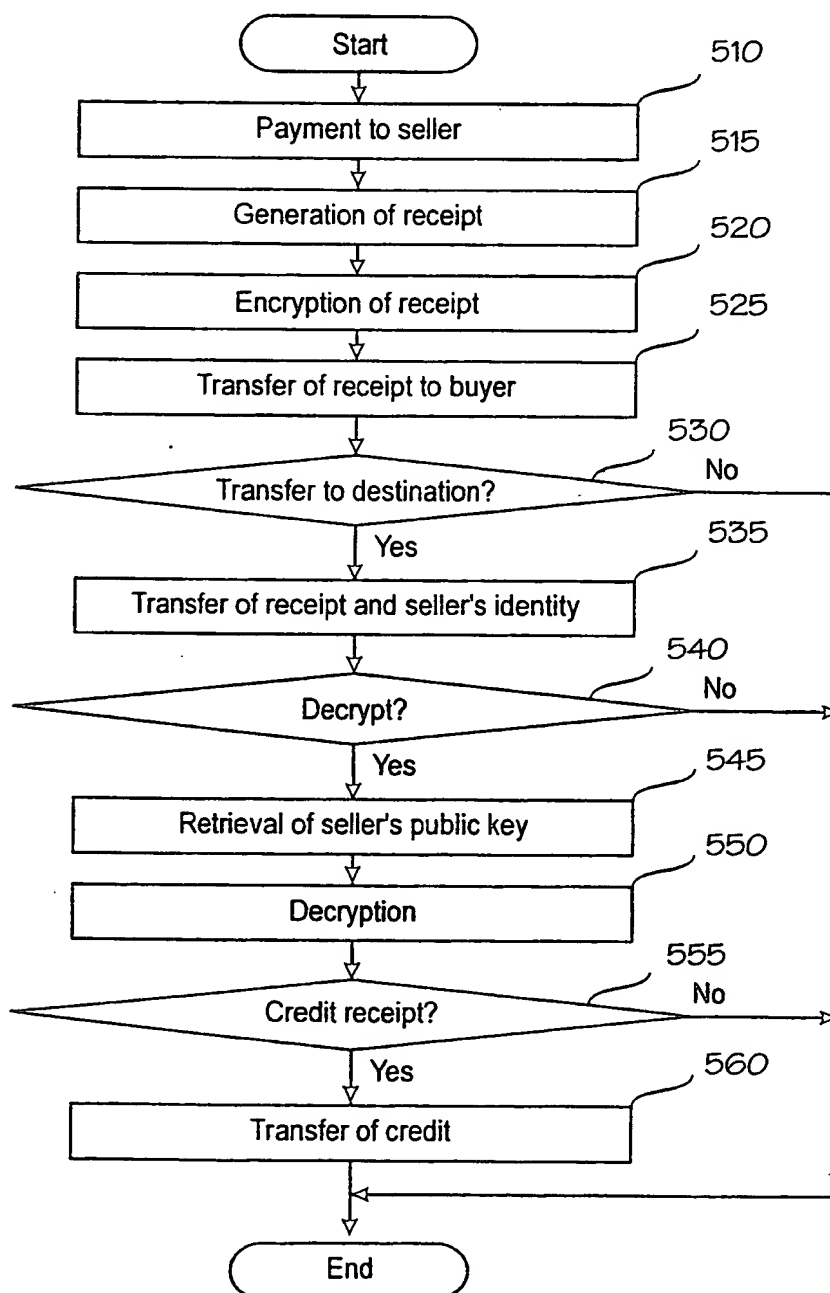 Start
510
Payment to seller
515
Generation of receipt
520
Encryption of receipt
525
Transfer of receipt to buyer
530
Transfer to destination?
No
Yes
535
Transfer of receipt and seller's identity
540
Decrypt?
No
Yes
545
Retrieval of seller's public key
550
Decryption
555
Credit receipt?
No
Yes
560
Transfer of credit
End